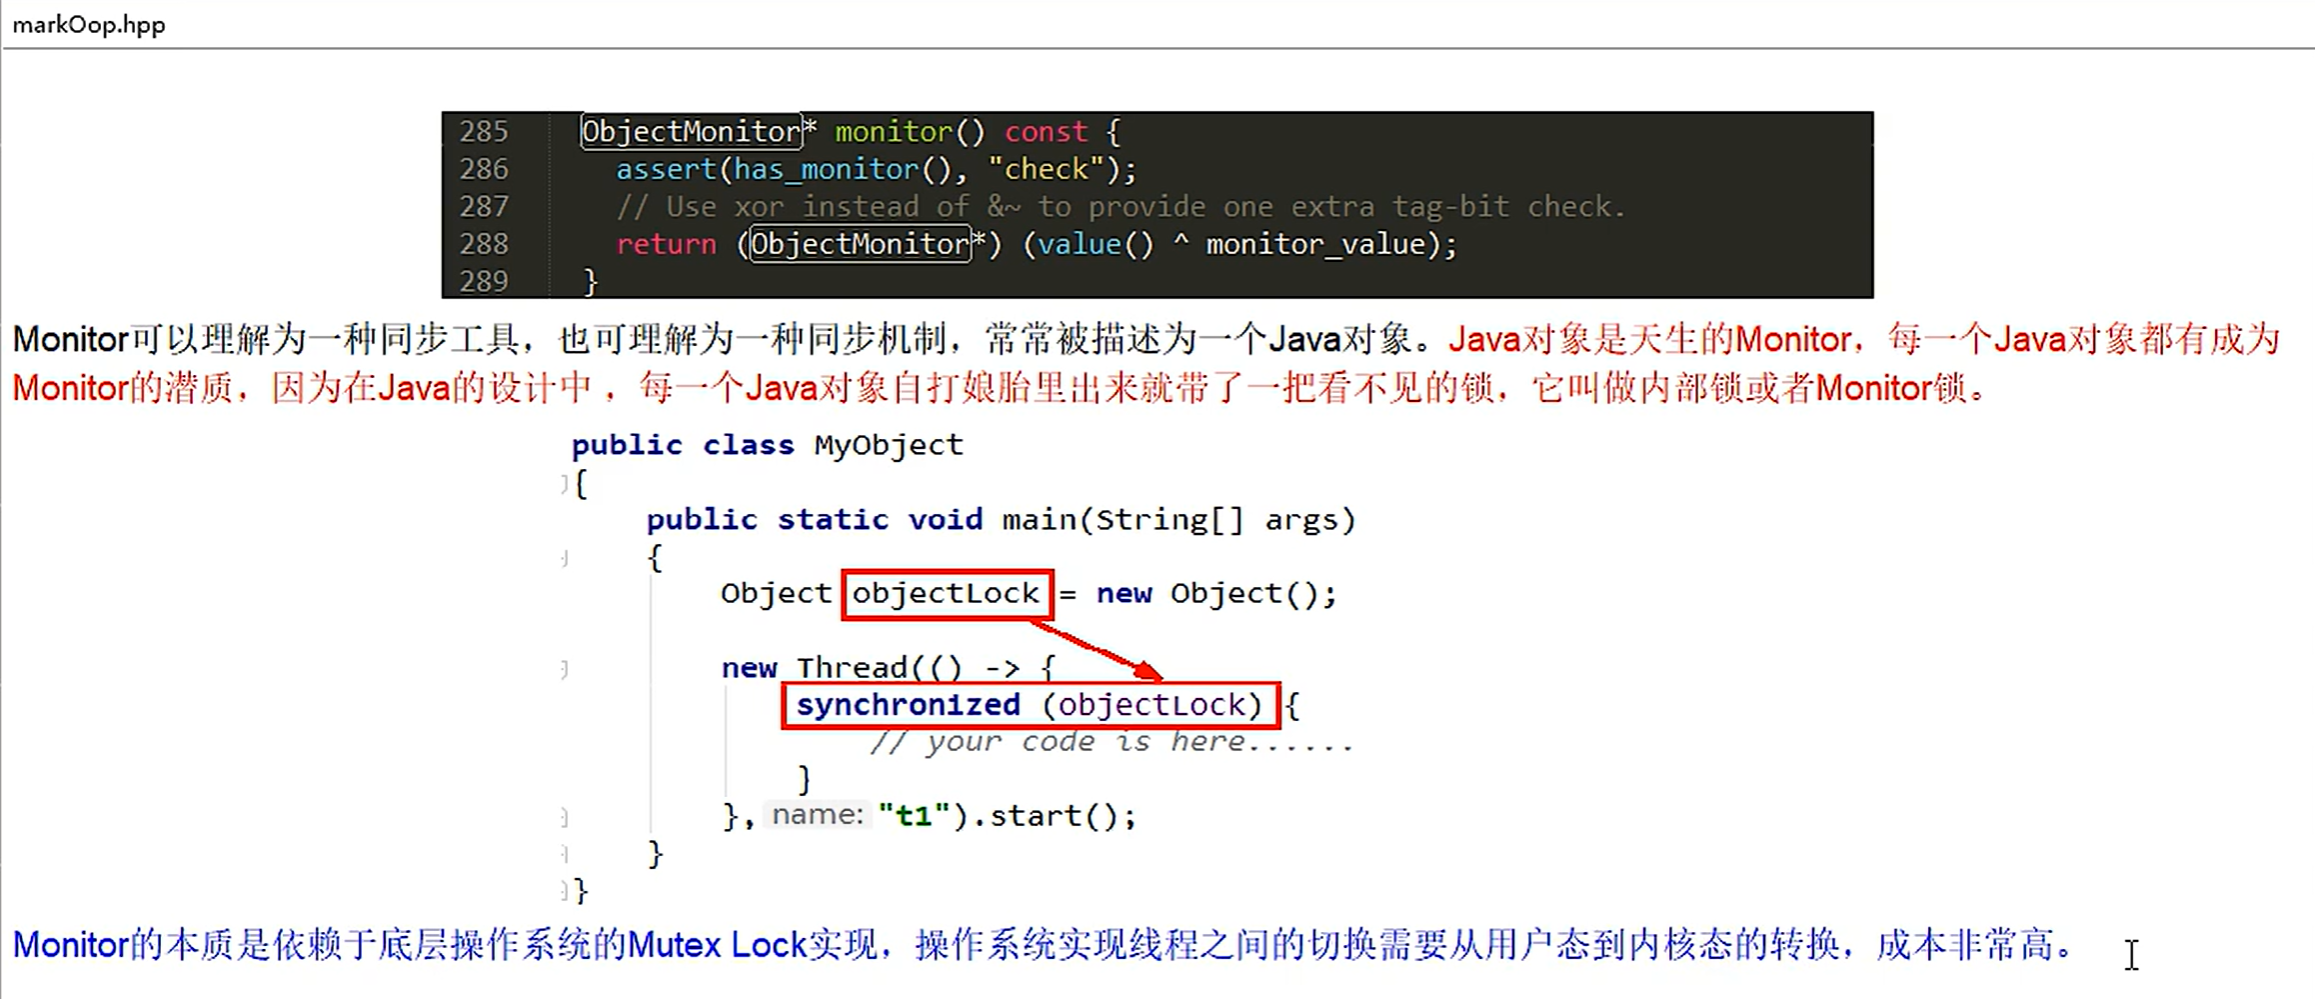 markOop.hpp
285 ObjectMonitor* monitor() const {
286 assert(has_monitor(), "check");
287 // Use xor instead of &~ to provide one extra tag-bit check.
288 return (ObjectMonitor*) (value() ^ monitor_value);
289 }
Monitor可以理解为一种同步工具，也可理解为一种同步机制，常常被描述为一个Java对象。Java对象是天生的Monitor，每一个Java对象都有成为
Monitor的潜质，因为在Java的设计中 ，每一个Java对象自打娘胎里出来就带了一把看不见的锁，它叫做内部锁或者Monitor锁。
public class MyObject
{
public static void main(String[] args)
{
Object objectLock = new Object();
new Thread(() -> {
synchronized (objectLock) {
// your code is here......
}
}, name: "t1").start();
}
}
Monitor的本质是依赖于底层操作系统的Mutex Lock实现，操作系统实现线程之间的切换需要从用户态到内核态的转换，成本非常高。